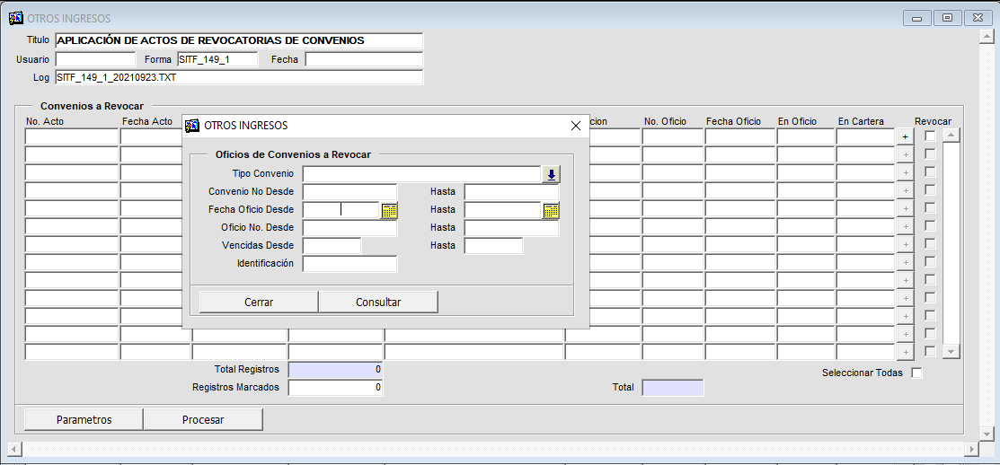 OTROS INGRESOS
Titulo APLICACIÓN DE ACTOS DE REVOCATORIAS DE CONVENIOS
Usuario Forma SITF_149_1 Fecha
Log SITF_149_1_20210923.TXT
Convenios a Revocar
No. Acto Fecha Acto cion No. Oficio Fecha Oficio En Oficio En Cartera Revocar
OTROS INGRESOS
Oficios de Convenios a Revocar
Tipo Convenio
Convenio No Desde Hasta
Fecha Oficio Desde Hasta
Oficio No. Desde Hasta
Vencidas Desde Hasta
Identificación
Cerrar Consultar
+
+
+
+
+
+
+
+
+
+
+
+
+
Total Registros 0 Seleccionar Todas
Registros Marcados 0 Total
Parametros Procesar